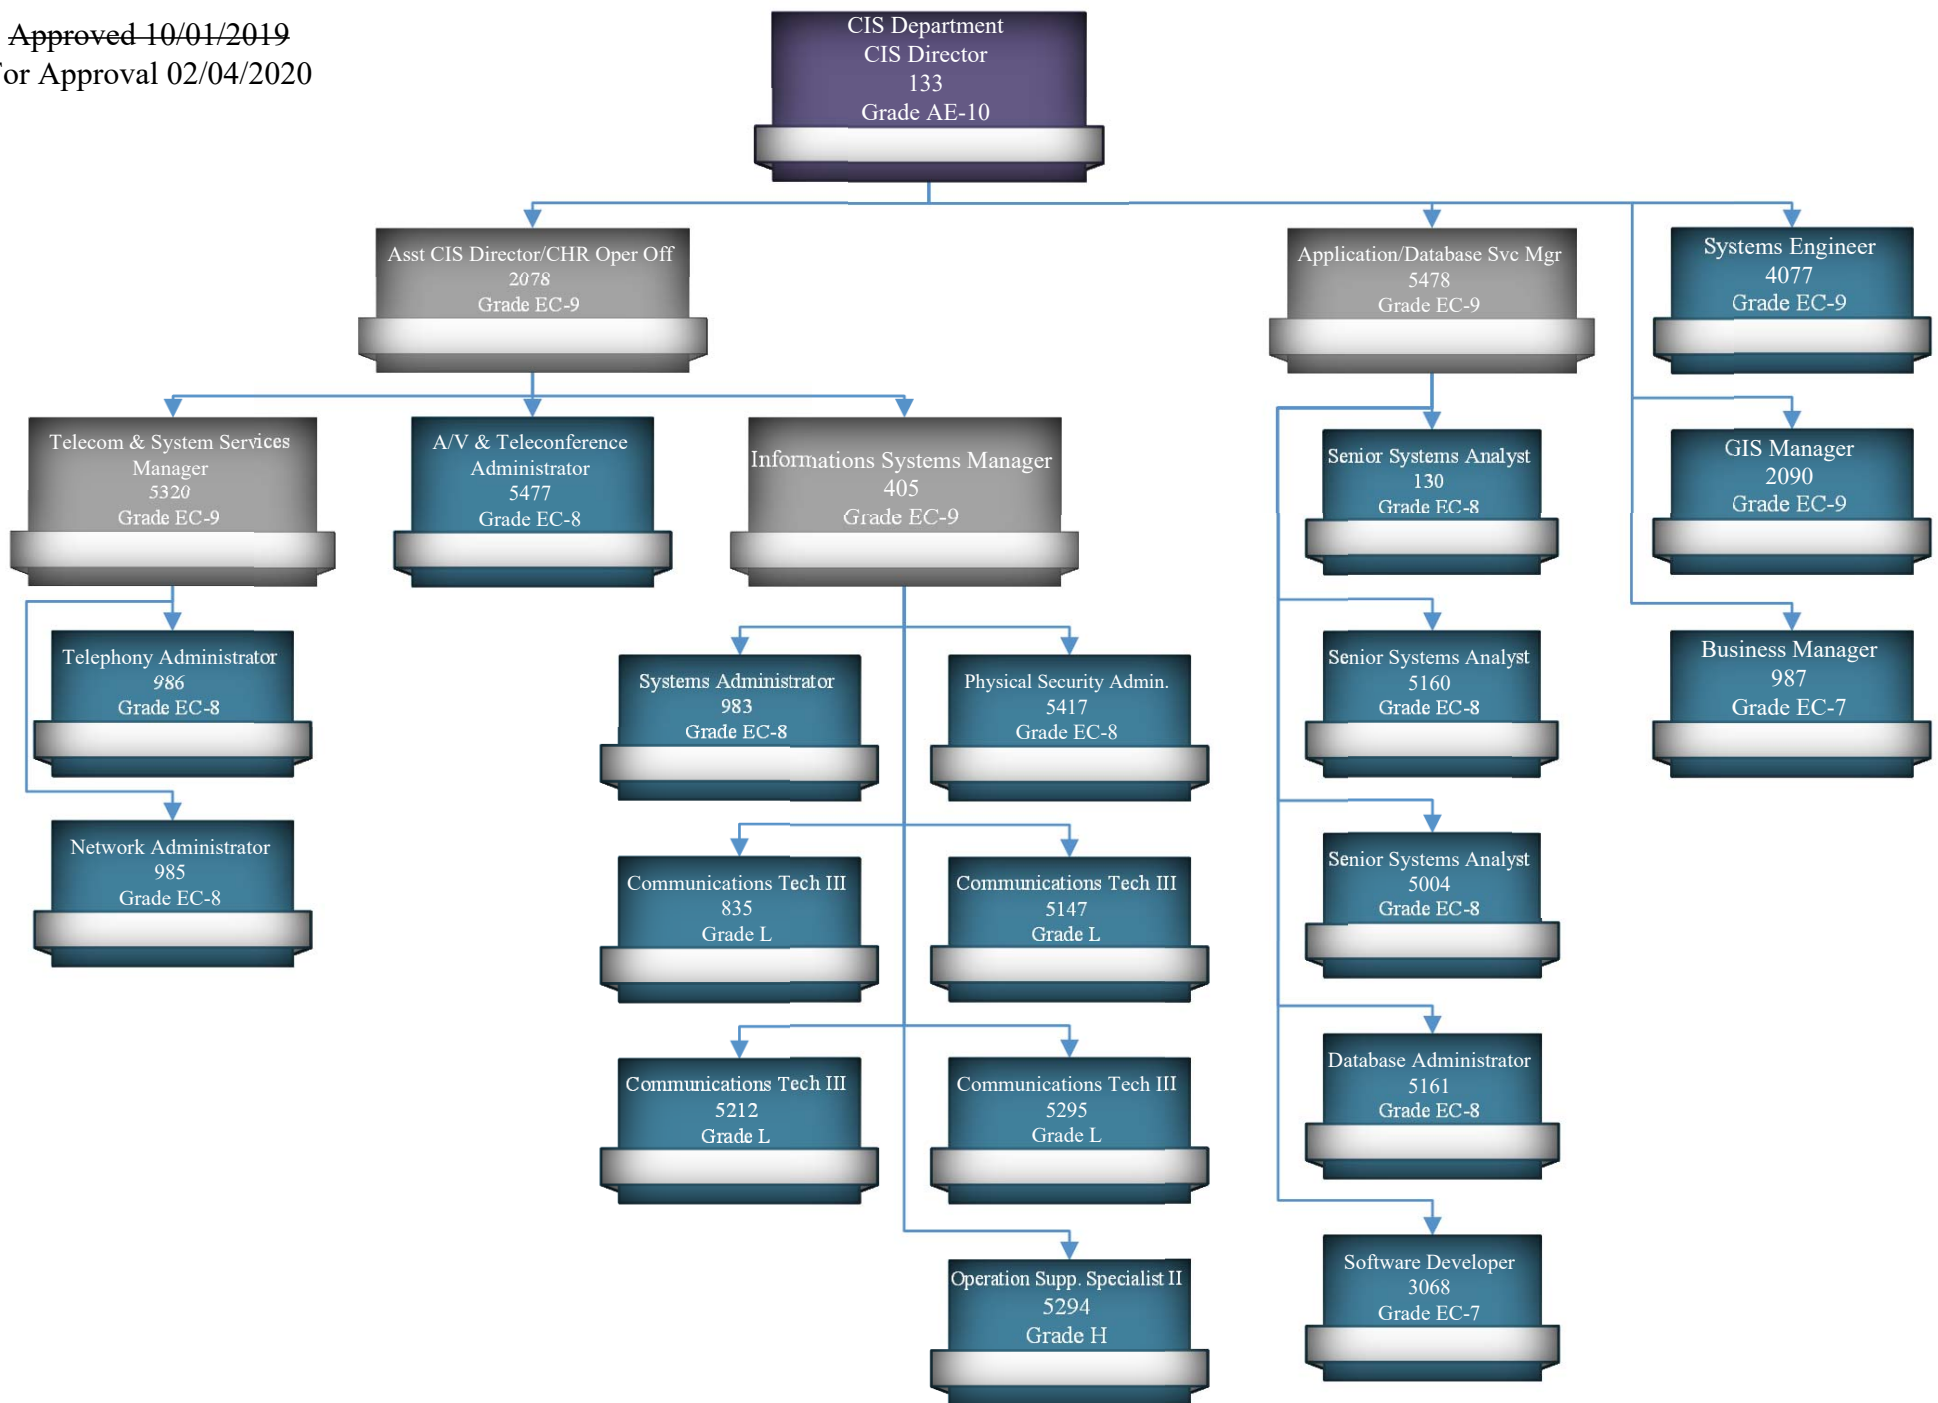 Approved 10/01/2019
or Approval 02/04/2020
CIS Department
CIS Director
133
Grade AE-10
Asst CIS Director/CHR Oper Off
2078
Grade EC-9
Application/Database Svc Mgr
5478
Grade EC-9
Systems Engineer
4077
Grade EC-9
Telecom & System Services
Manager
5320
Grade EC-9
A/V & Teleconference
Administrator
5477
Grade EC-8
Informations Systems Manager
405
Grade EC-9
Senior Systems Analyst
130
Grade EC-8
GIS Manager
2090
Grade EC-9
Telephony Administrator
986
Grade EC-8
Systems Administrator
983
Grade EC-8
Physical Security Admin.
5417
Grade EC-8
Senior Systems Analyst
5160
Grade EC-8
Business Manager
987
Grade EC-7
Network Administrator
985
Grade EC-8
Communications Tech III
835
Grade L
Communications Tech III
5147
Grade L
Senior Systems Analyst
5004
Grade EC-8
Communications Tech III
5212
Grade L
Communications Tech III
5295
Grade L
Database Administrator
5161
Grade EC-8
Operation Supp. Specialist II
5294
Grade H
Software Developer
3068
Grade EC-7